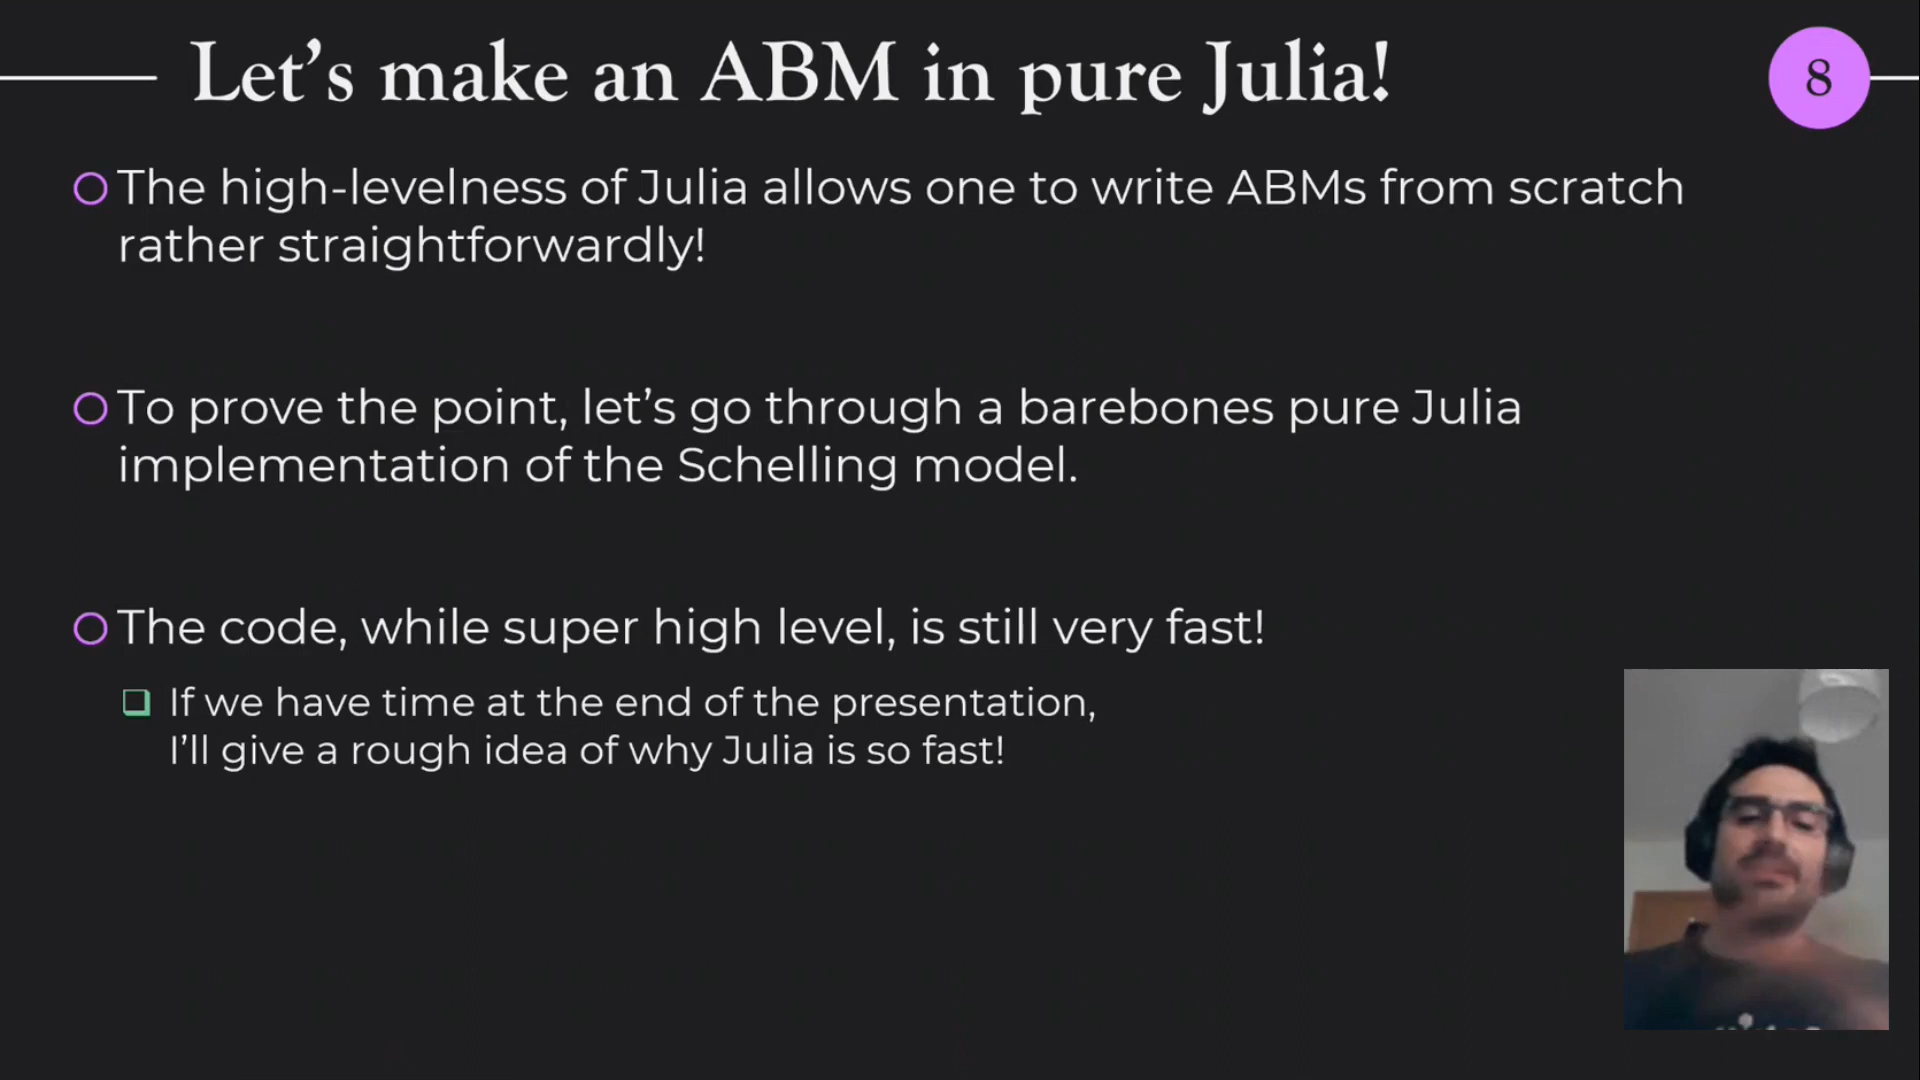 Let’s make an ABM in pure Julia!
8
The high-levelness of Julia allows one to write ABMs from scratch
rather straightforwardly!
To prove the point, let’s go through a barebones pure Julia
implementation of the Schelling model.
The code, while super high level, is still very fast!
If we have time at the end of the presentation,
I’ll give a rough idea of why Julia is so fast!